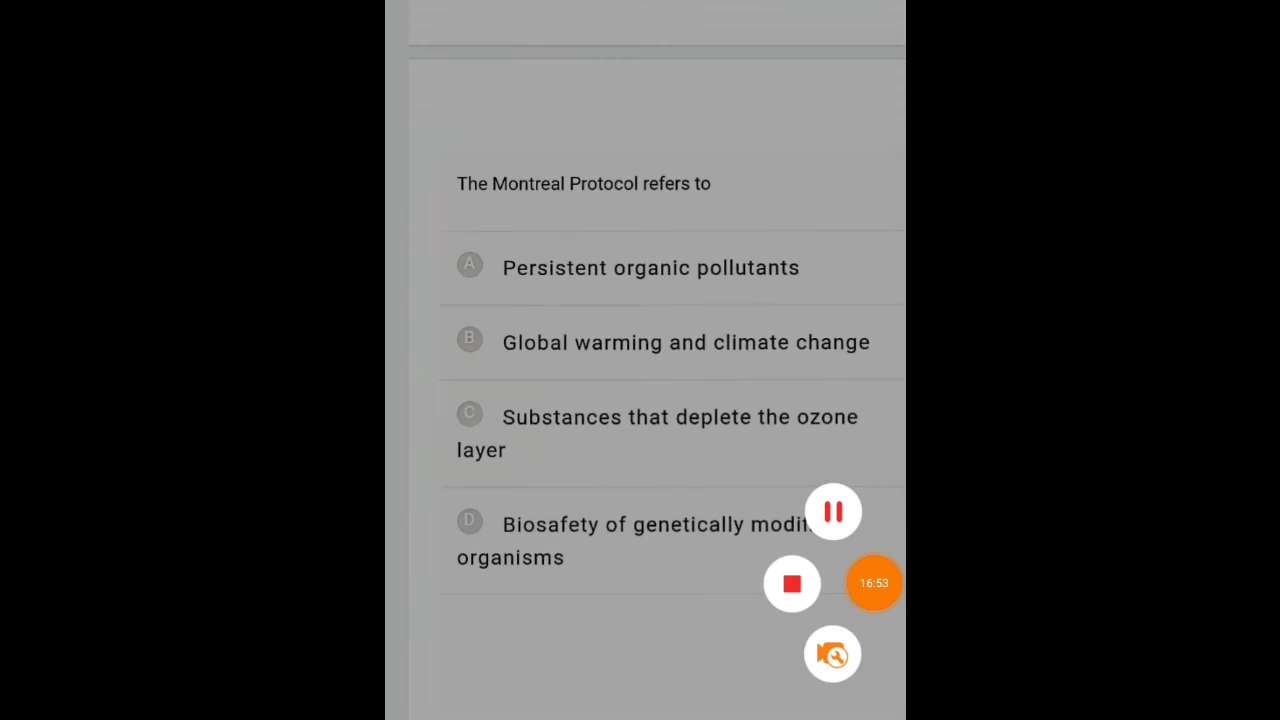 The Montreal Protocol refers to
A Persistent organic pollutants
B Global warming and climate change
C Substances that deplete the ozone
layer
D Biosafety of genetically
organisms
16:53